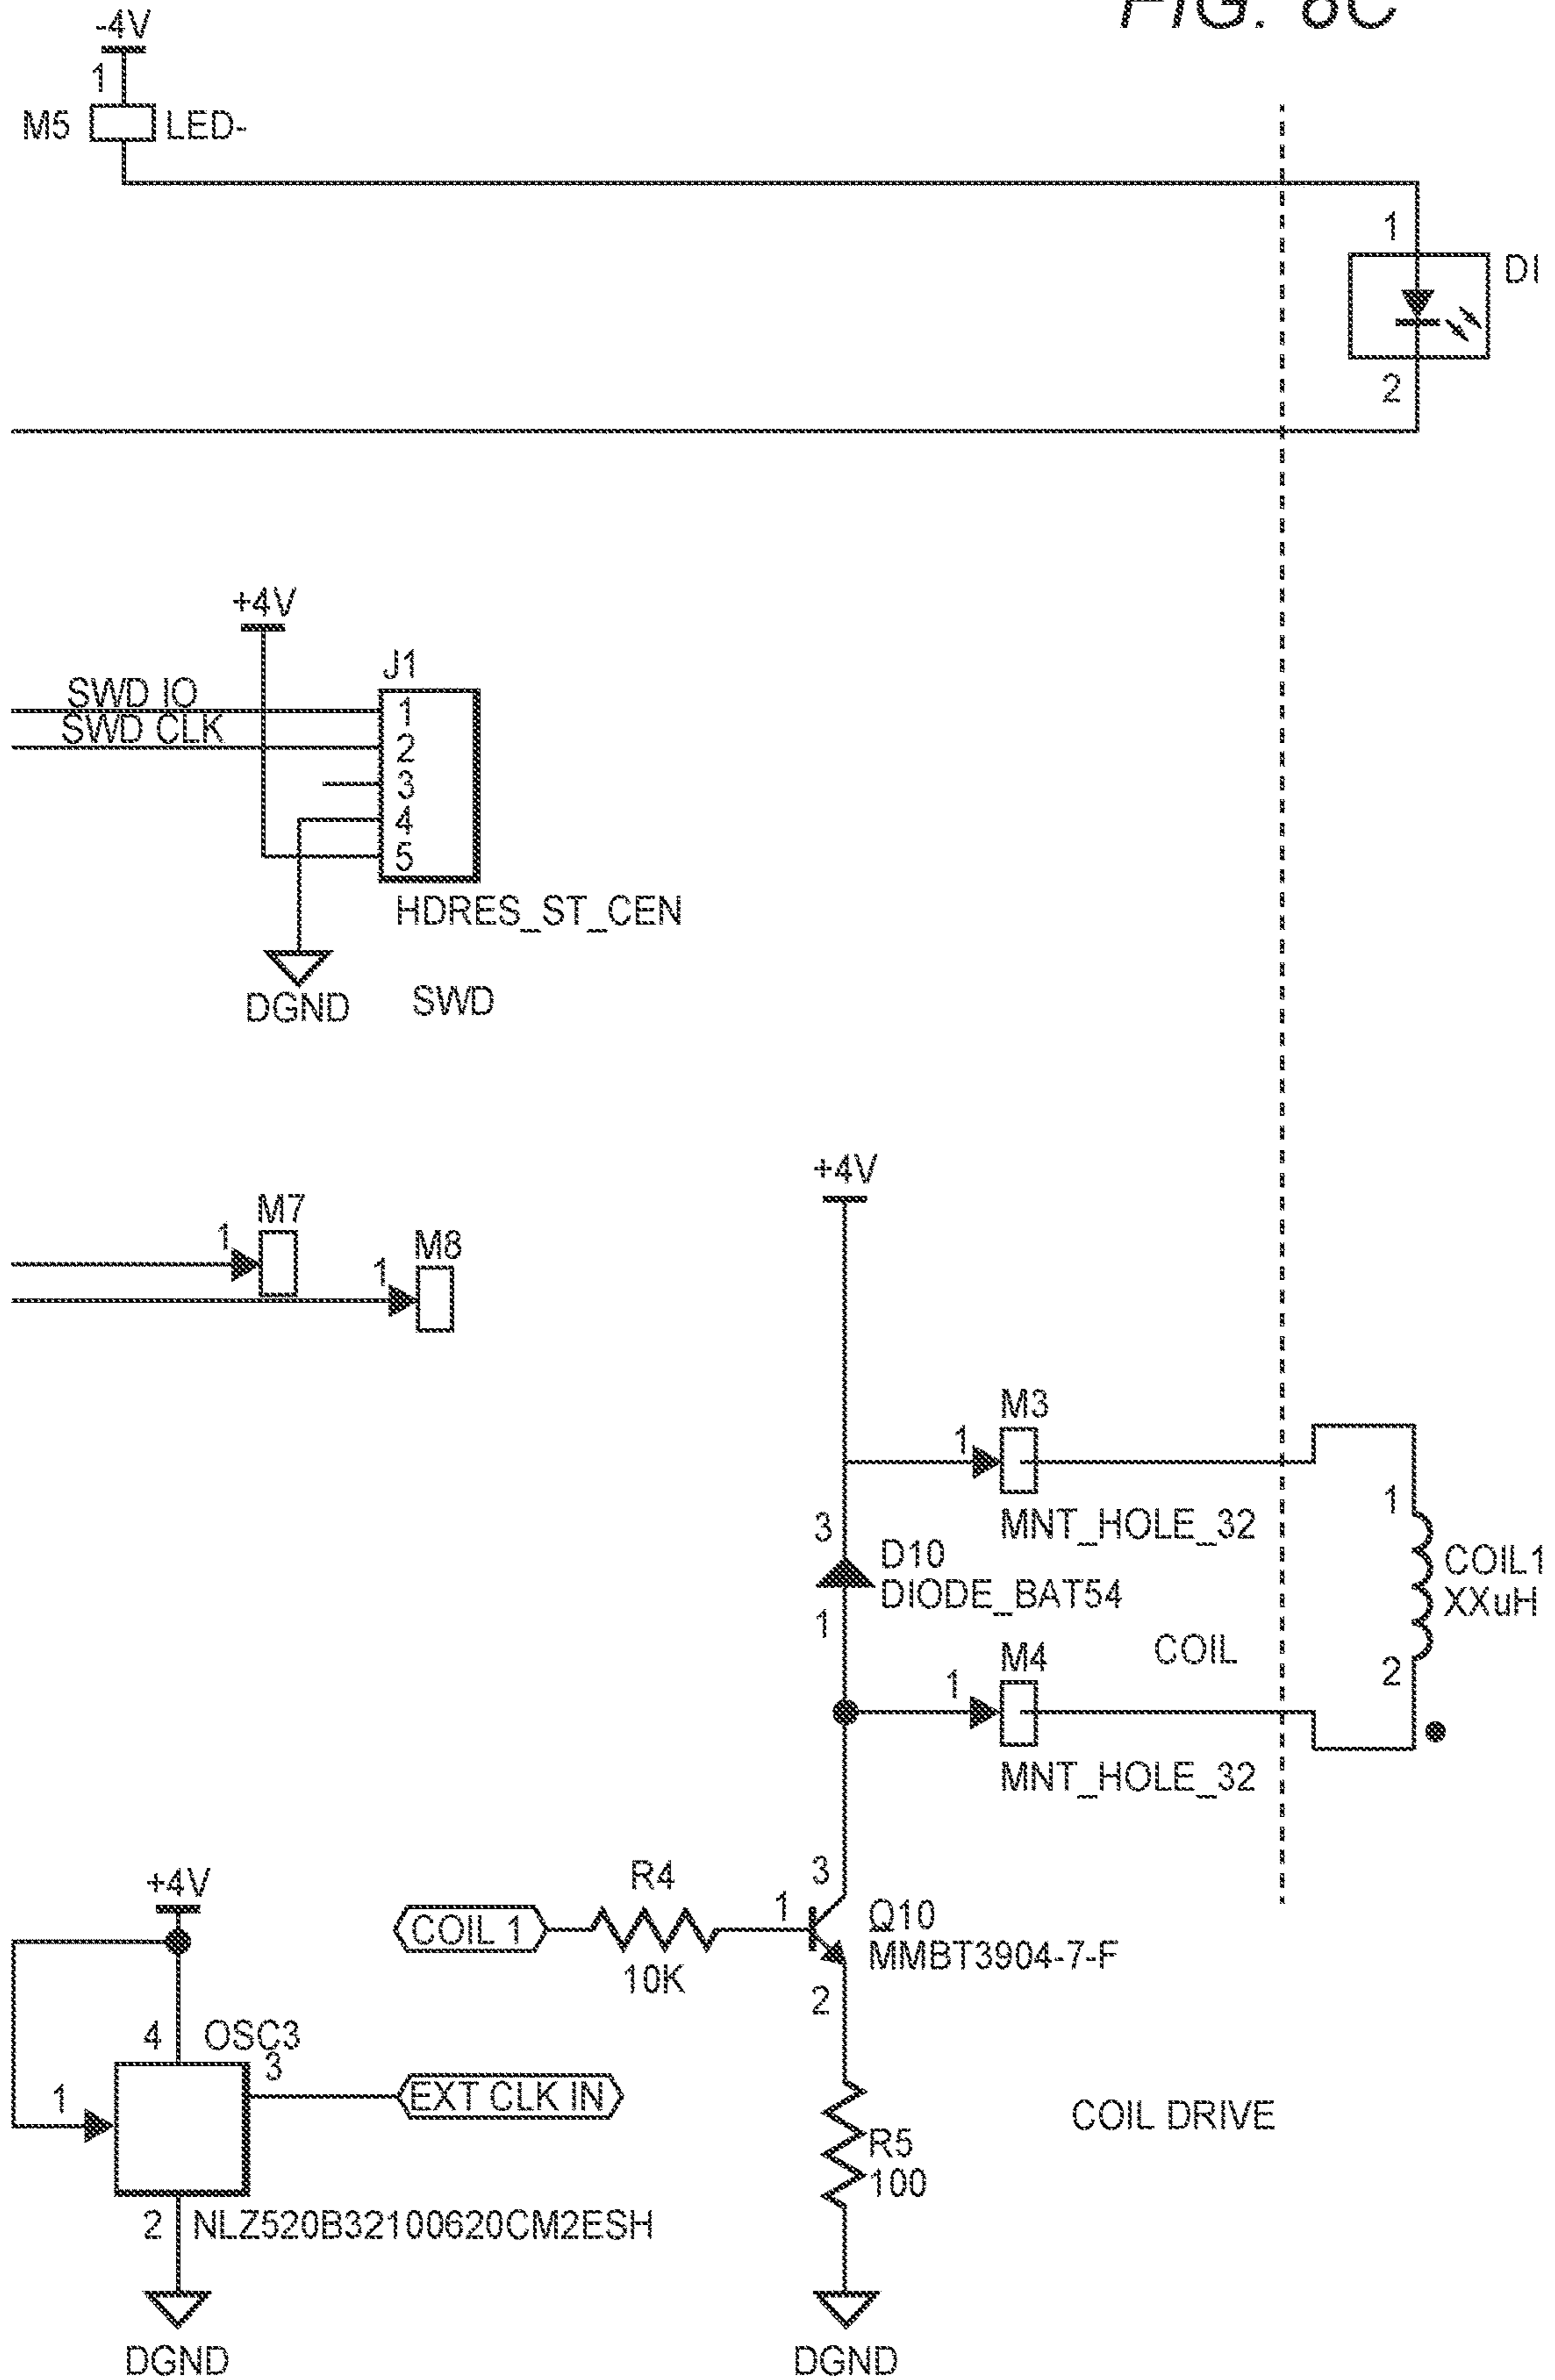 FIG. 8C
-4V
1
M5 LED-
1
DI
2
+4V
J1
SWD IO
1
SWD CLK
2
3
4
5
HDRES_ST_CEN
DGND
SWD
+4V
M7
1
M8
1
M3
1
MNT_HOLE_32
3
D10
DIODE_BAT54
1
1
COIL1
XXuH
2
COIL
M4
1
MNT_HOLE_32
+4V
R4
COIL 1
10K
3
1
Q10
MMBT3904-7-F
2
4 OSC3
3
1
EXT CLK IN
COIL DRIVE
R5
100
2 NLZ520B32100620CM2ESH
DGND
DGND